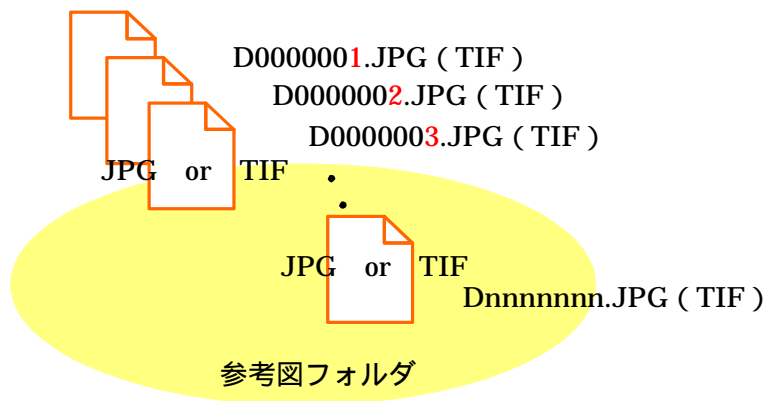 D0000001.JPG ( TIF )
D0000002.JPG ( TIF )
D0000003.JPG ( TIF )
JPG or TIF
JPG or TIF
Dnnnnnnn.JPG ( TIF )
参考図フォルダ